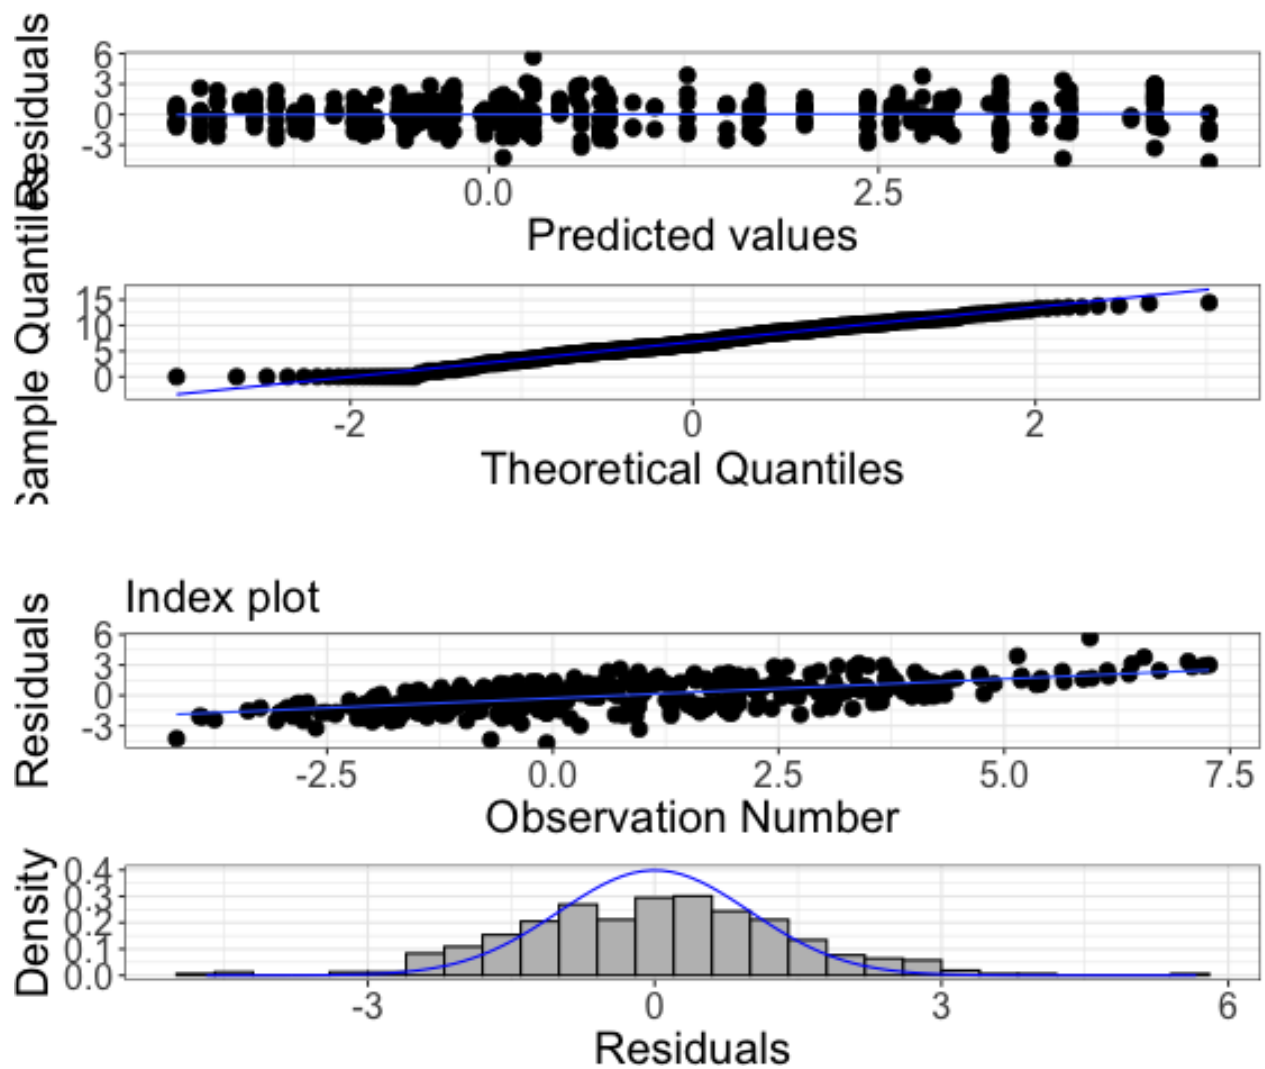 Residuals
6
3
0
-3
0.0 2.5
Predicted values
Sample Quantiles
15
10
5
0
-2 0 2
Theoretical Quantiles
Index plot
Residuals
6
3
0
-3
-2.5 0.0 2.5 5.0 7.5
Observation Number
Density
0.4
0.3
0.2
0.1
0.0
-3 0 3 6
Residuals